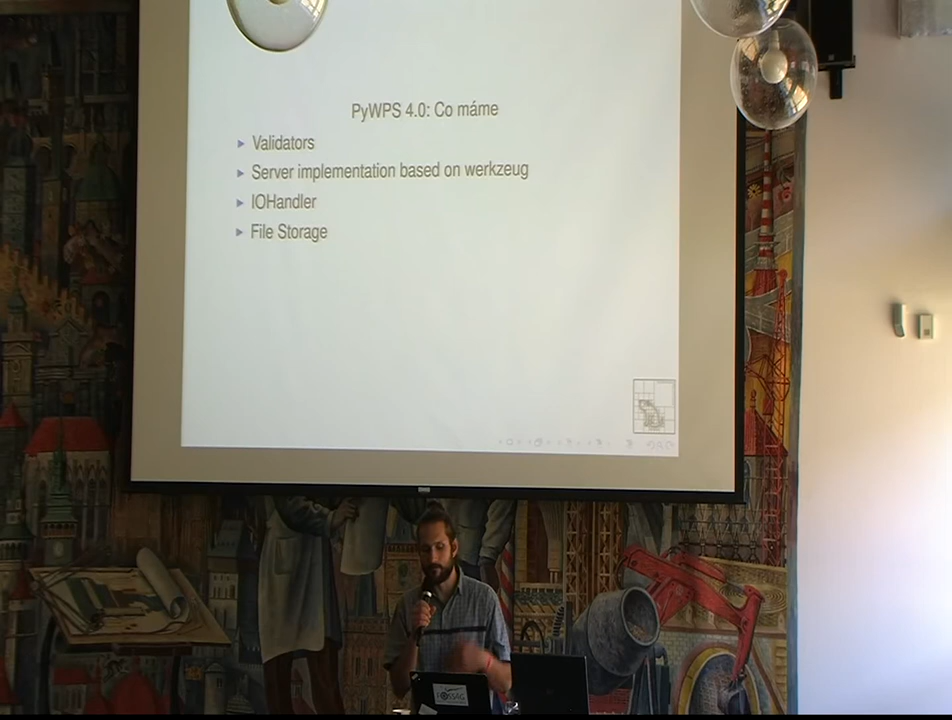 PyWPS 4.0: Co máme
Validators
Server implementation based on werkzeug
IOHandler
File Storage